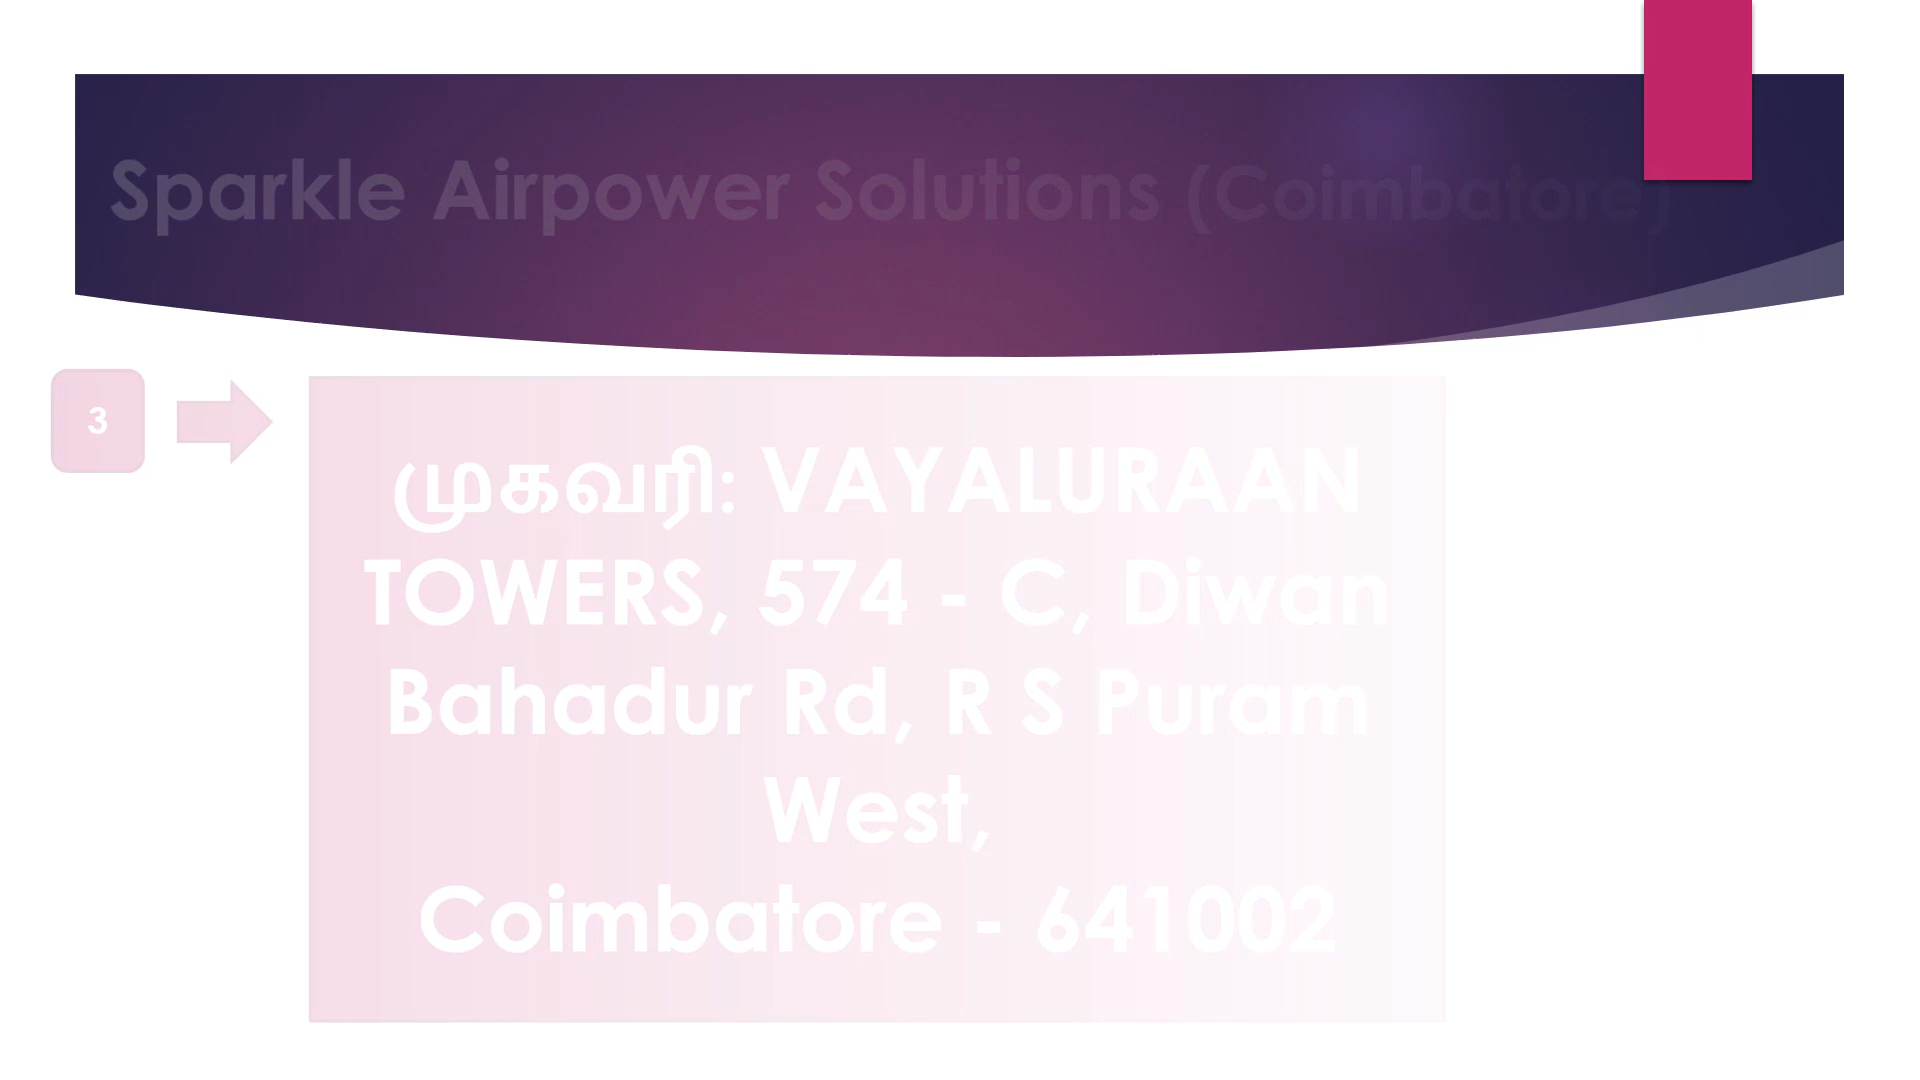 Sparkle Airpower Solutions (Coimbatore)
3
முகவரி: VAYALURAAN
TOWERS, 574 - C, Diwan
Bahadur Rd, R S Puram
West,
Coimbatore - 641002